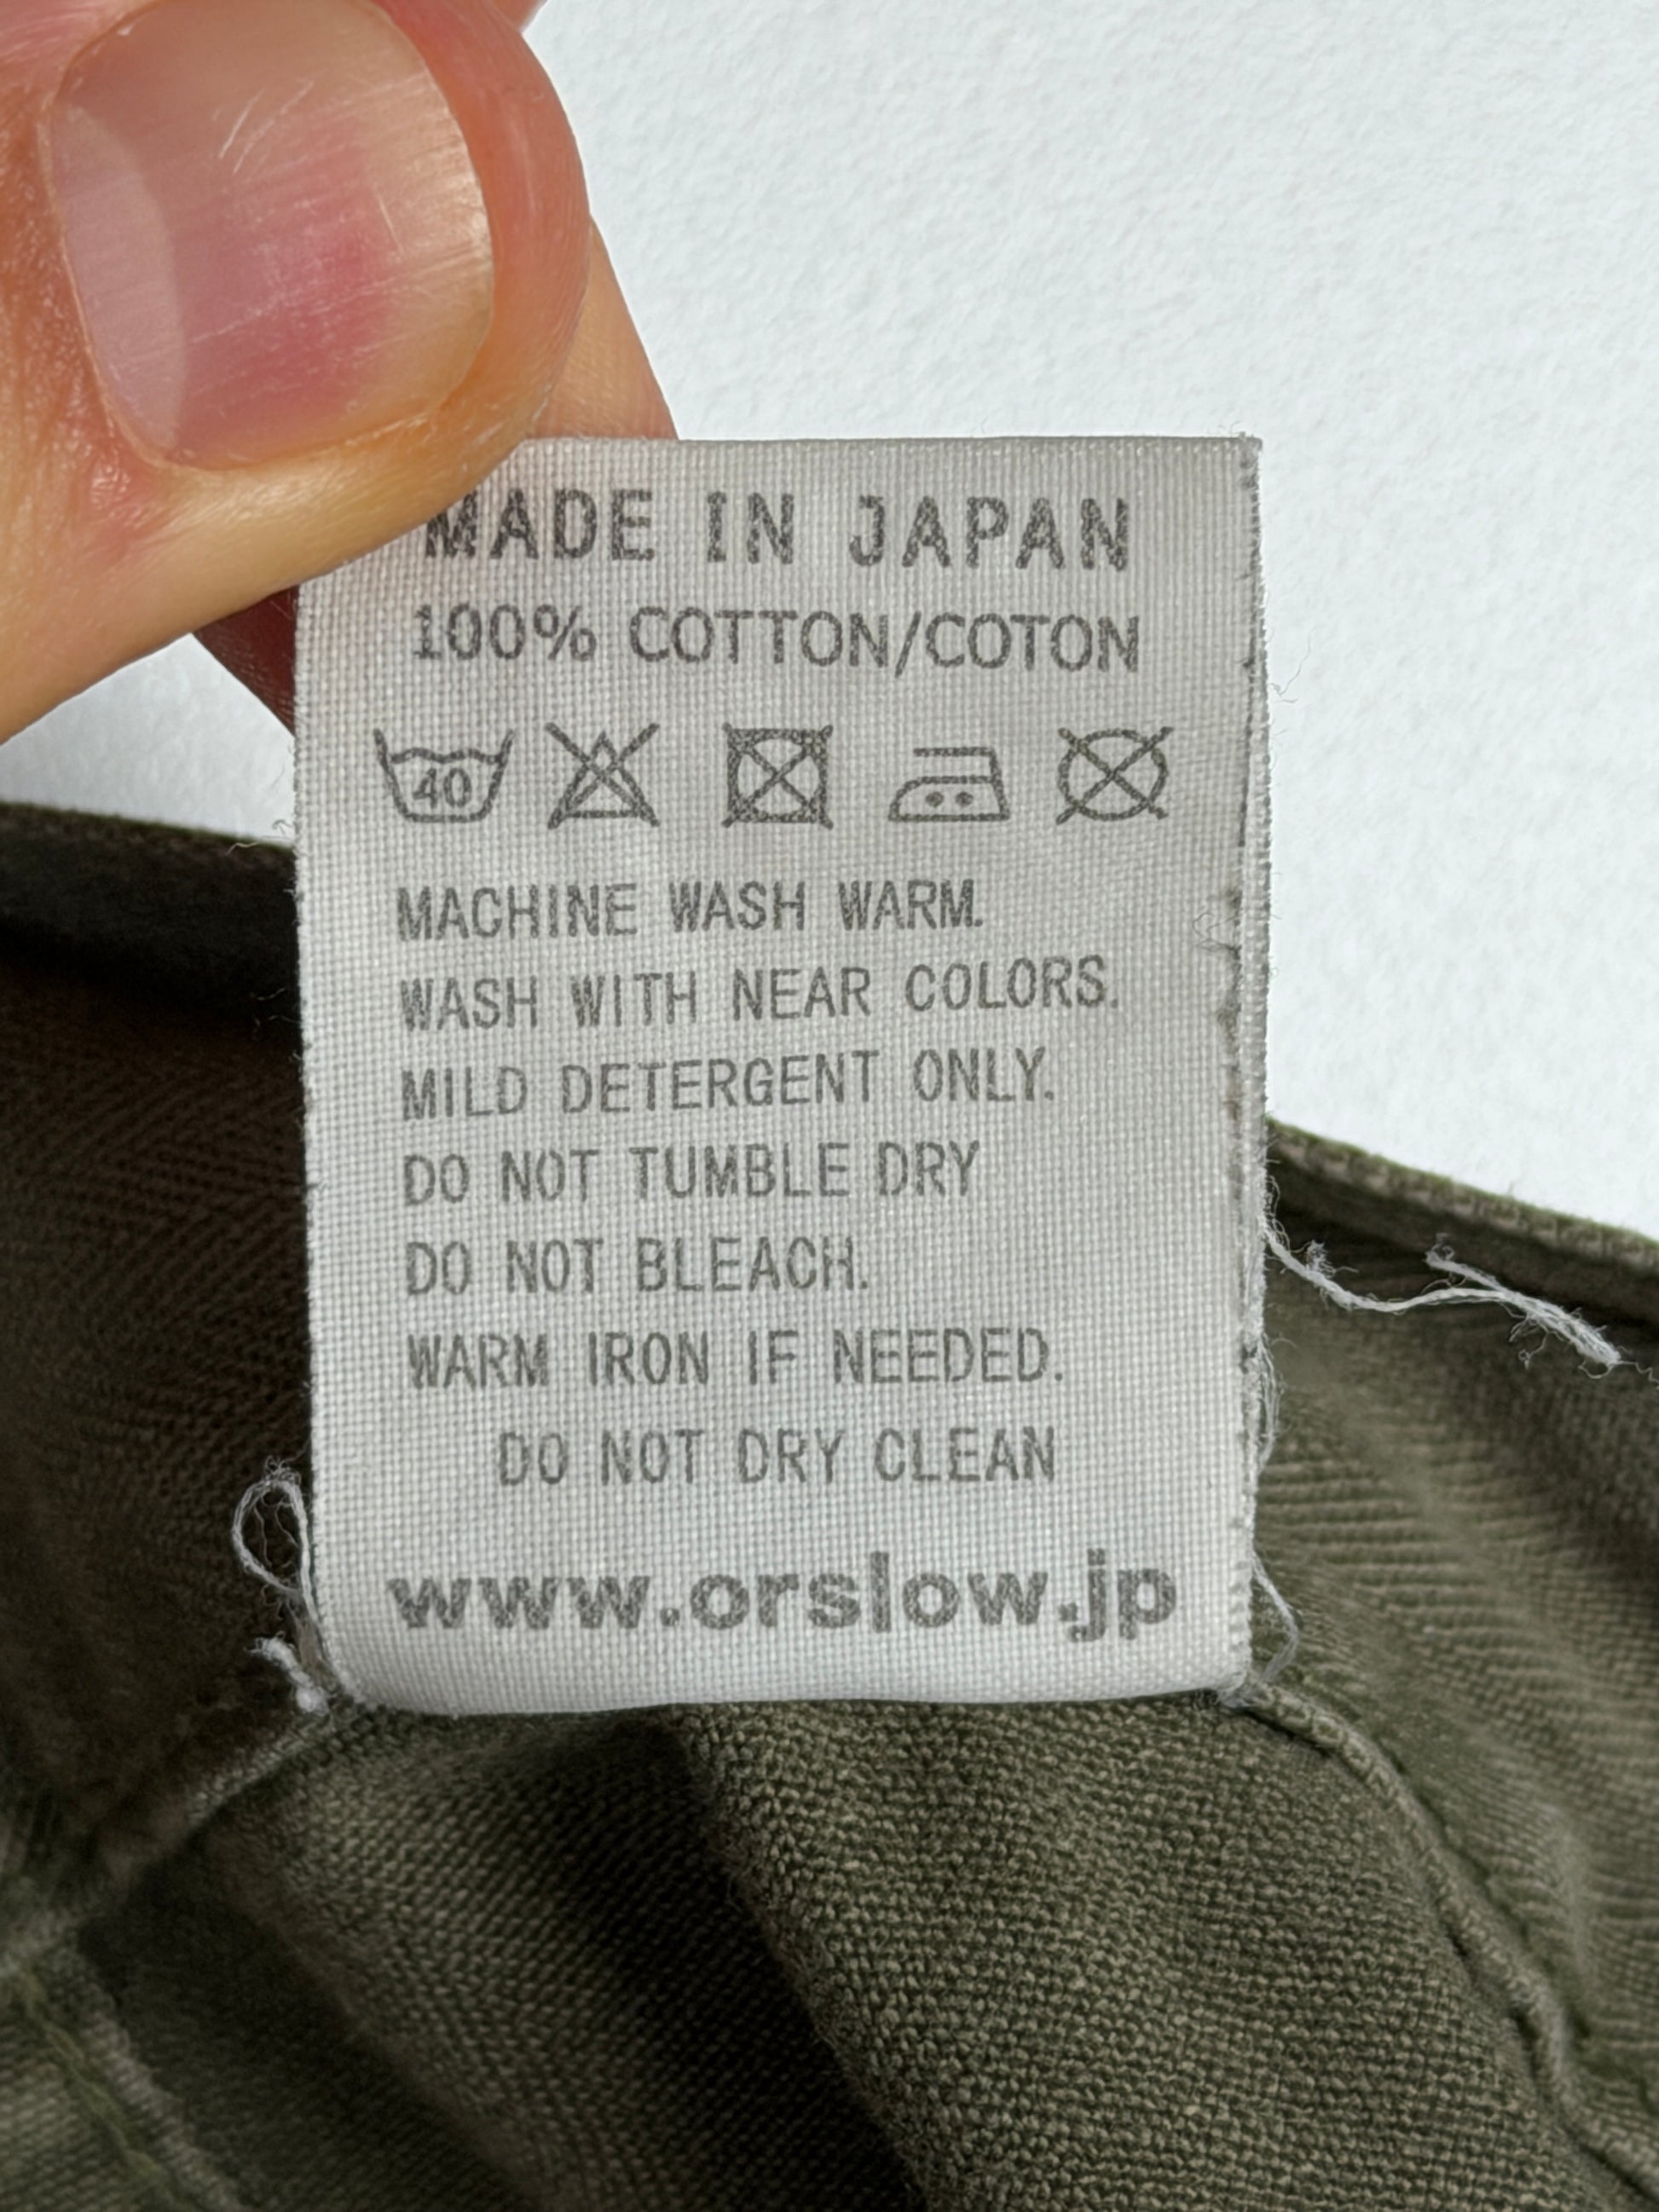 MADE IN JAPAN
100% COTTON/COTON
40
MACHINE WASH WARM.
WASH WITH NEAR COLORS.
MILD DETERGENT ONLY.
DO NOT TUMBLE DRY
DO NOT BLEACH.
WARM IRON IF NEEDED.
DO NOT DRY CLEAN
www.orslow.jp